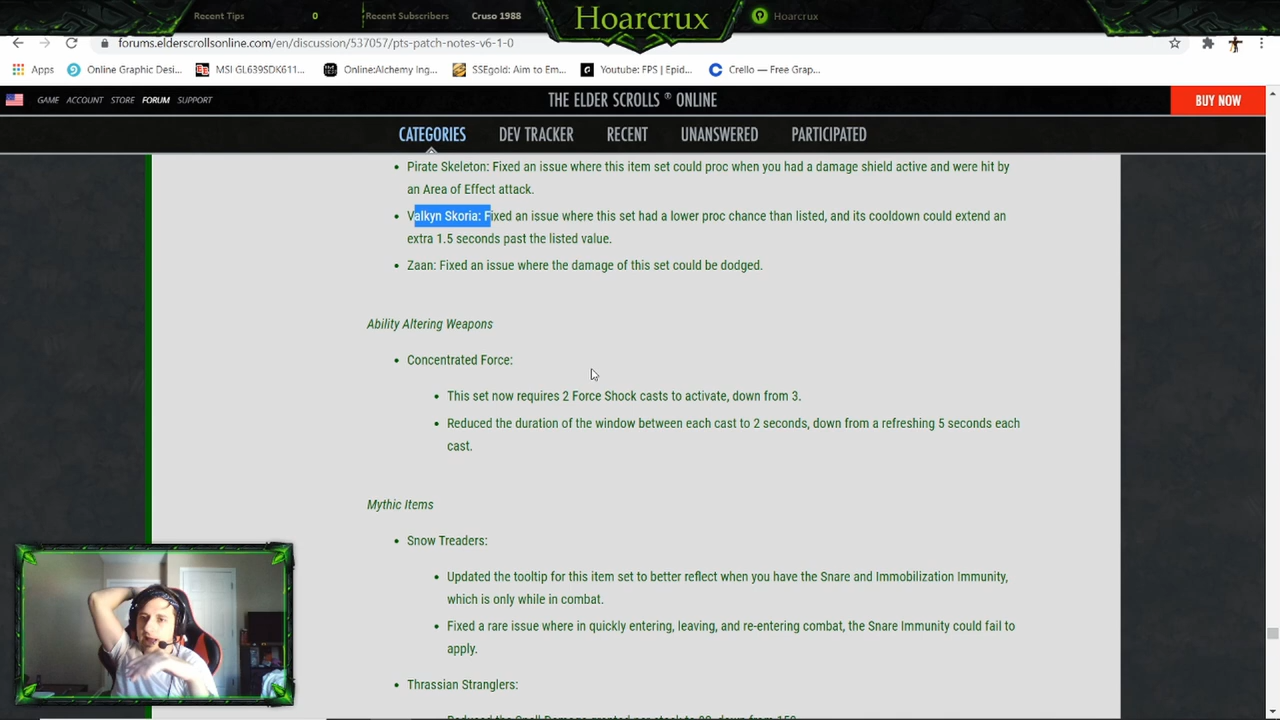 Recent Tips 0 Recent Subscribers Cruso 1988 Hoarcrux Hoarcrux
forums.elderscrollsonline.com/en/discussion/537057/pts-patch-notes-v6-1-0
Apps Online Graphic Desi... MSI GL639SDK611... Online:Alchemy Ing... SSEgold: Aim to Em... Youtube: FPS | Epid... Crello — Free Grap...
GAME ACCOUNT STORE FORUM SUPPORT THE ELDER SCROLLS ® ONLINE BUY NOW
CATEGORIES DEV TRACKER RECENT UNANSWERED PARTICIPATED
• Pirate Skeleton: Fixed an issue where this item set could proc when you had a damage shield active and were hit by
an Area of Effect attack.
• Valkyn Skoria: Fixed an issue where this set had a lower proc chance than listed, and its cooldown could extend an
extra 1.5 seconds past the listed value.
• Zaan: Fixed an issue where the damage of this set could be dodged.
Ability Altering Weapons
• Concentrated Force:
• This set now requires 2 Force Shock casts to activate, down from 3.
• Reduced the duration of the window between each cast to 2 seconds, down from a refreshing 5 seconds each
cast.
Mythic Items
• Snow Treaders:
• Updated the tooltip for this item set to better reflect when you have the Snare and Immobilization Immunity,
which is only while in combat.
• Fixed a rare issue where in quickly entering, leaving, and re-entering combat, the Snare Immunity could fail to
apply.
• Thrassian Stranglers: